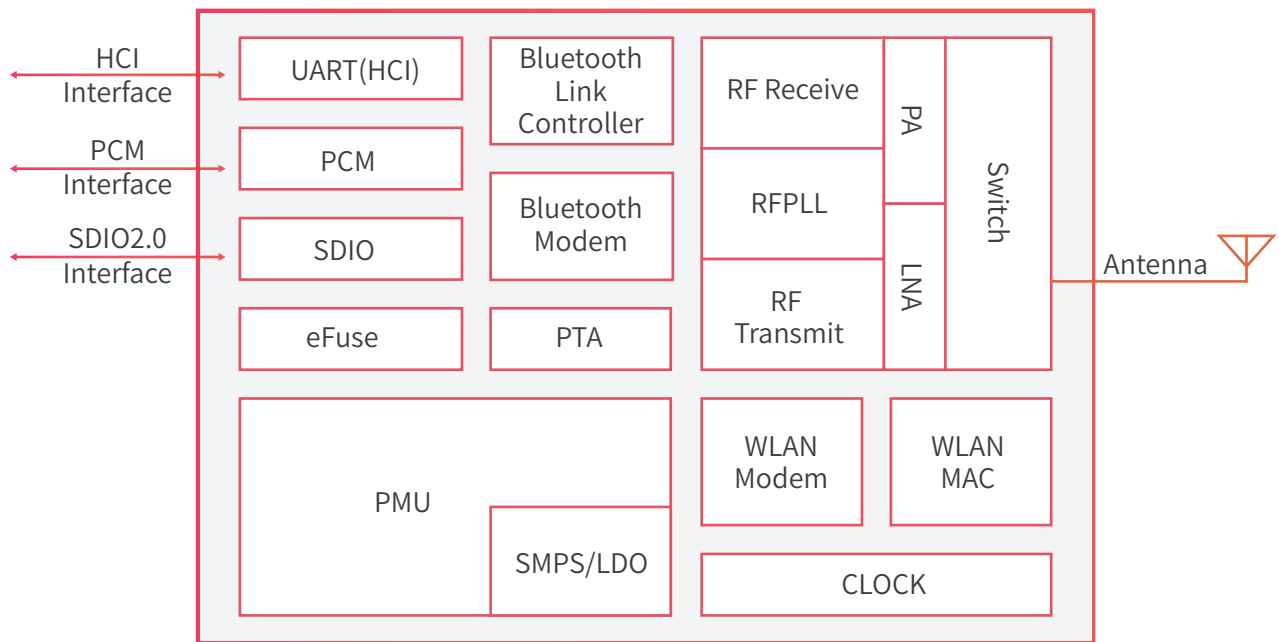 HCI
Interface
PCM
Interface
SDIO2.0
Interface
UART(HCI)
PCM
SDIO
eFuse
Bluetooth
Link
Controller
Bluetooth
Modem
PTA
RF Receive
RFPLL
RF
Transmit
PA
LNA
Switch
Antenna
PMU
SMPS/LDO
WLAN
Modem
WLAN
MAC
CLOCK